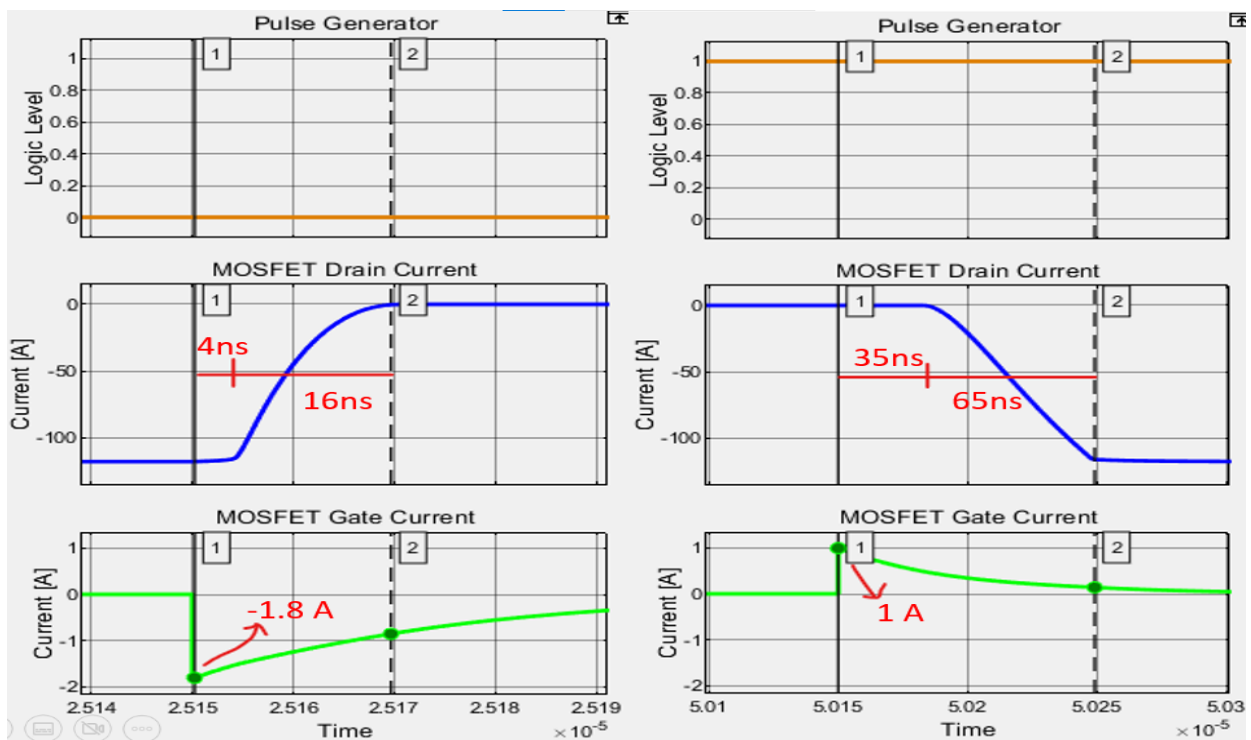 Pulse Generator
1
2
1
0.8
0.6
0.4
0.2
0
Logic Level
MOSFET Drain Current
1
2
0
-50
-100
Current [A]
4ns
16ns
MOSFET Gate Current
1
2
1
0
-1
-2
Current [A]
-1.8 A
2.514
2.515
2.516
2.517
2.518
2.519
Time
×10⁻⁵
Pulse Generator
1
2
1
0.8
0.6
0.4
0.2
0
Logic Level
MOSFET Drain Current
1
2
0
-50
-100
Current [A]
35ns
65ns
MOSFET Gate Current
1
2
1
0
-1
-2
Current [A]
1 A
5.01
5.015
5.02
5.025
5.03
Time
×10⁻⁵